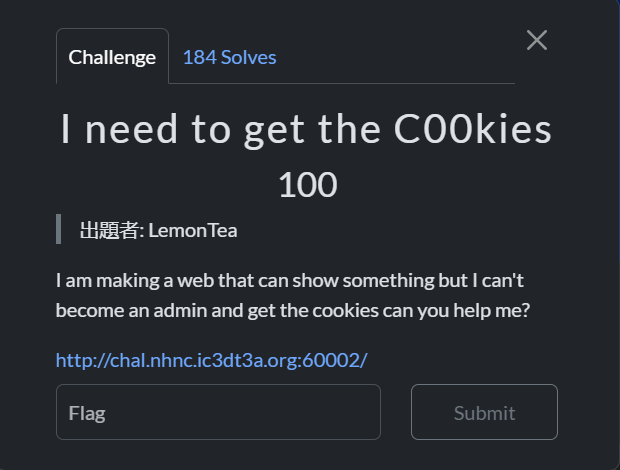 Challenge
184 Solves
I need to get the C00kies
100
出題者: LemonTea
I am making a web that can show something but I can't
become an admin and get the cookies can you help me?
http://chal.nhnc.ic3dt3a.org:60002/
Flag
Submit